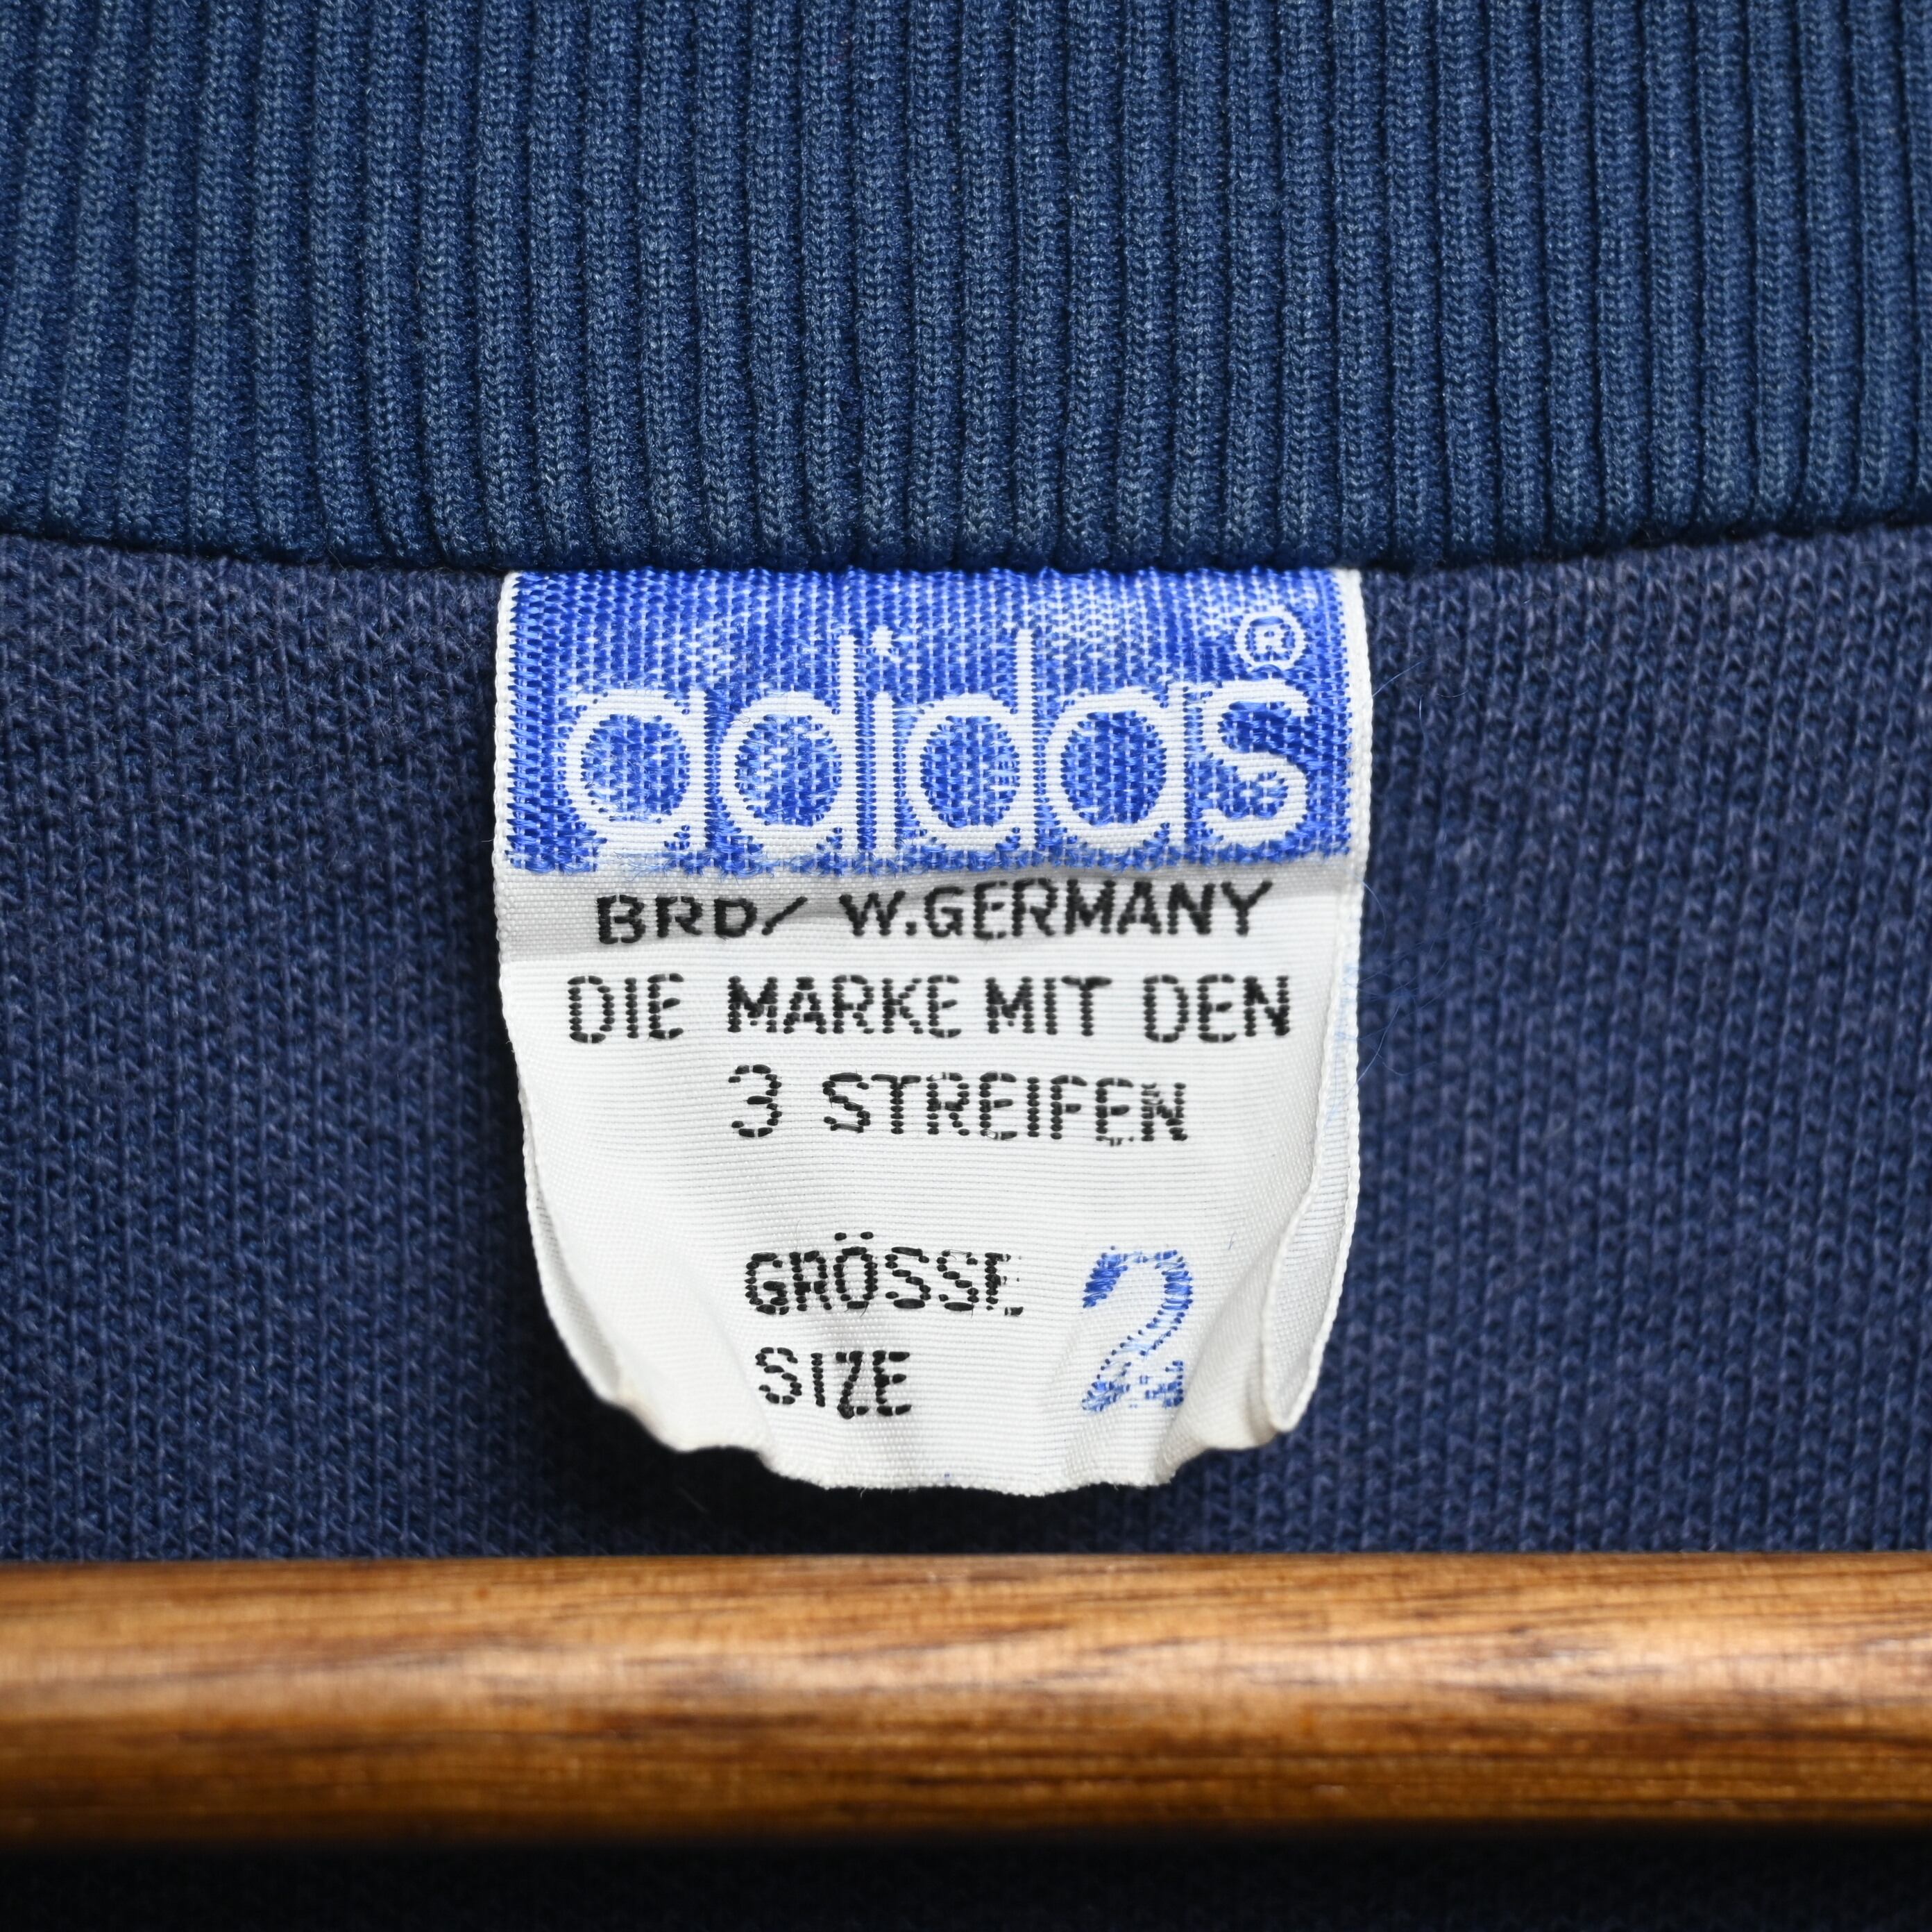 adidas®
BRD/ W.GERMANY
DIE MARKE MIT DEN
3 STREIFEN
GRÖSSE 2
SIZE